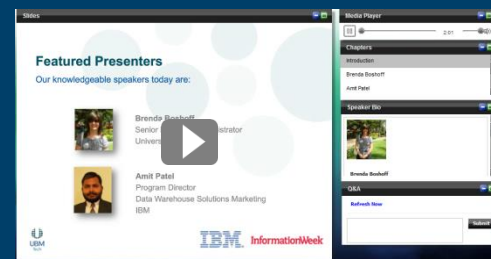 Slides
Featured Presenters
Our knowledgeable speakers today are:
Brenda Boshoff
Senior
Univers
Amit Patel
Program Director
Data Warehouse Solutions Marketing
IBM
UBM
IBM
InformationWeek
Media Player
Chapters
Introduction
Brenda Boshoff
Amit Patel
Speaker Bio
Brenda Boshoff
Q&A
Refresh Now
Submit